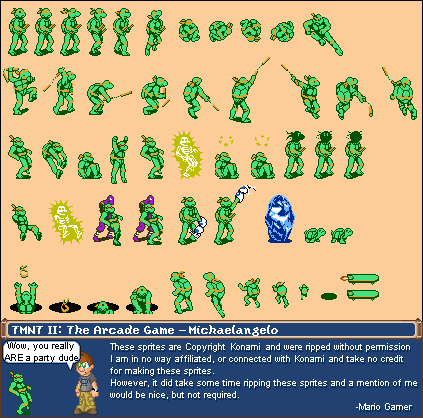 TMNT II: The Arcade Game - Michaelangelo
Wow, you really
ARE a party dude
These sprites are Copyright Konami and were ripped without permission
I am in no way affiliated, or connected with Konami and take no credit
for making these sprites.
However, it did take some time ripping these sprites and a mention of me
would be nice, but not required.
-Mario Gamer